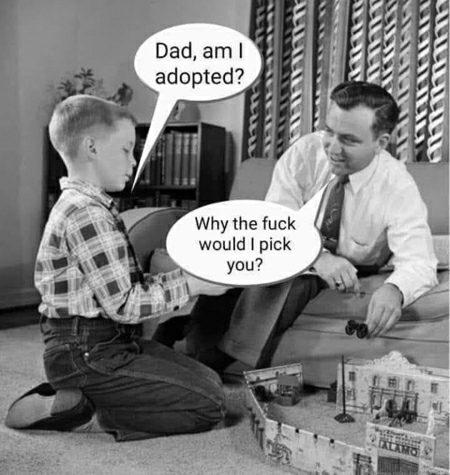 Dad, am I
adopted?
Why the fuck
would I pick
you?
ALAMO